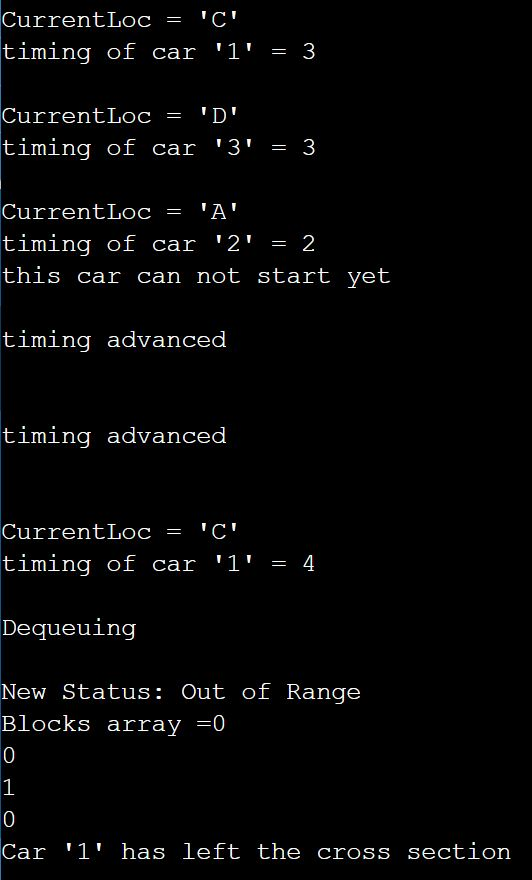 CurrentLoc = 'C'
timing of car '1' = 3
CurrentLoc = 'D'
timing of car '3' = 3
CurrentLoc = 'A'
timing of car '2' = 2
this car can not start yet
timing advanced
timing advanced
CurrentLoc = 'C'
timing of car '1' = 4
Dequeuing
New Status: Out of Range
Blocks array =0
0
1
0
Car '1' has left the cross section